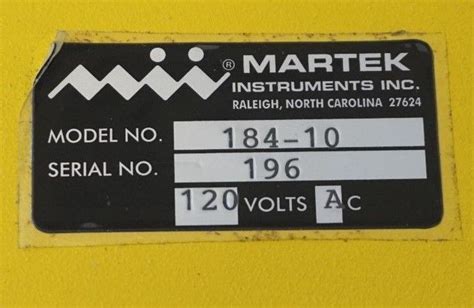 ® MARTEK
INSTRUMENTS INC.
RALEIGH, NORTH CAROLINA 27624
MODEL NO. 184-10
SERIAL NO. 196
120 VOLTS AC